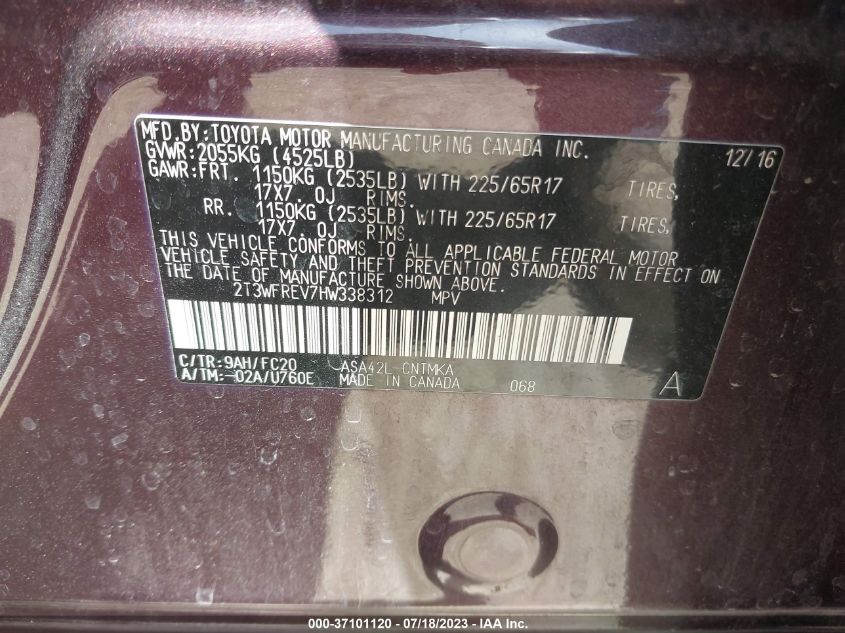 MFD.BY:TOYOTA MOTOR MANUFACTURING CANADA INC. 12/16
GVWR:2055KG (4525LB)
GAWR:FRT. 1150KG (2535LB) WITH 225/65R17 TIRES,
17X7.0J RIMS.
RR. 1150KG (2535LB) WITH 225/65R17 TIRES,
17X7.0J RIMS.
THIS VEHICLE CONFORMS TO ALL APPLICABLE FEDERAL MOTOR
VEHICLE SAFETY AND THEFT PREVENTION STANDARDS IN EFFECT ON
THE DATE OF MANUFACTURE SHOWN ABOVE.
2T3WFREV7HW338312 MPV
C/TR:9AH/FC20 ASA42L-CNTMKA
A/TM:-02A/U760E MADE IN CANADA 068 A
000-37101120 - 07/18/2023 - IAA Inc.